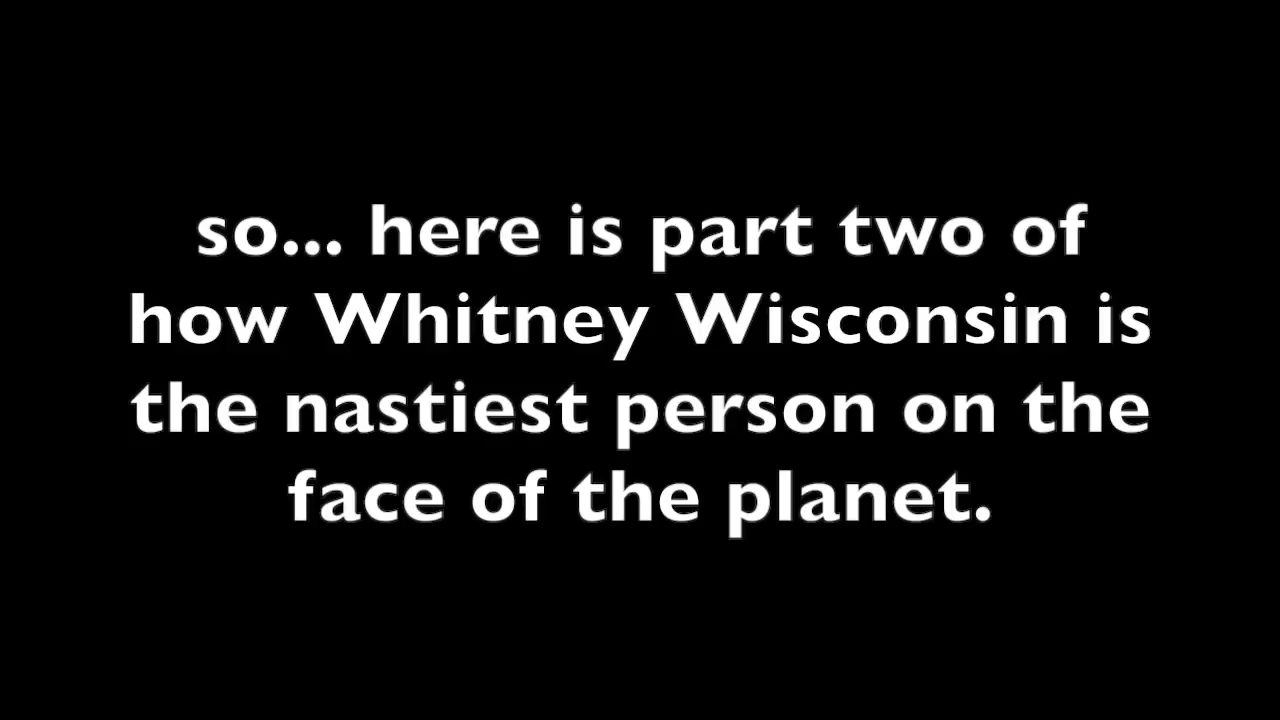 so... here is part two of
how Whitney Wisconsin is
the nastiest person on the
face of the planet.